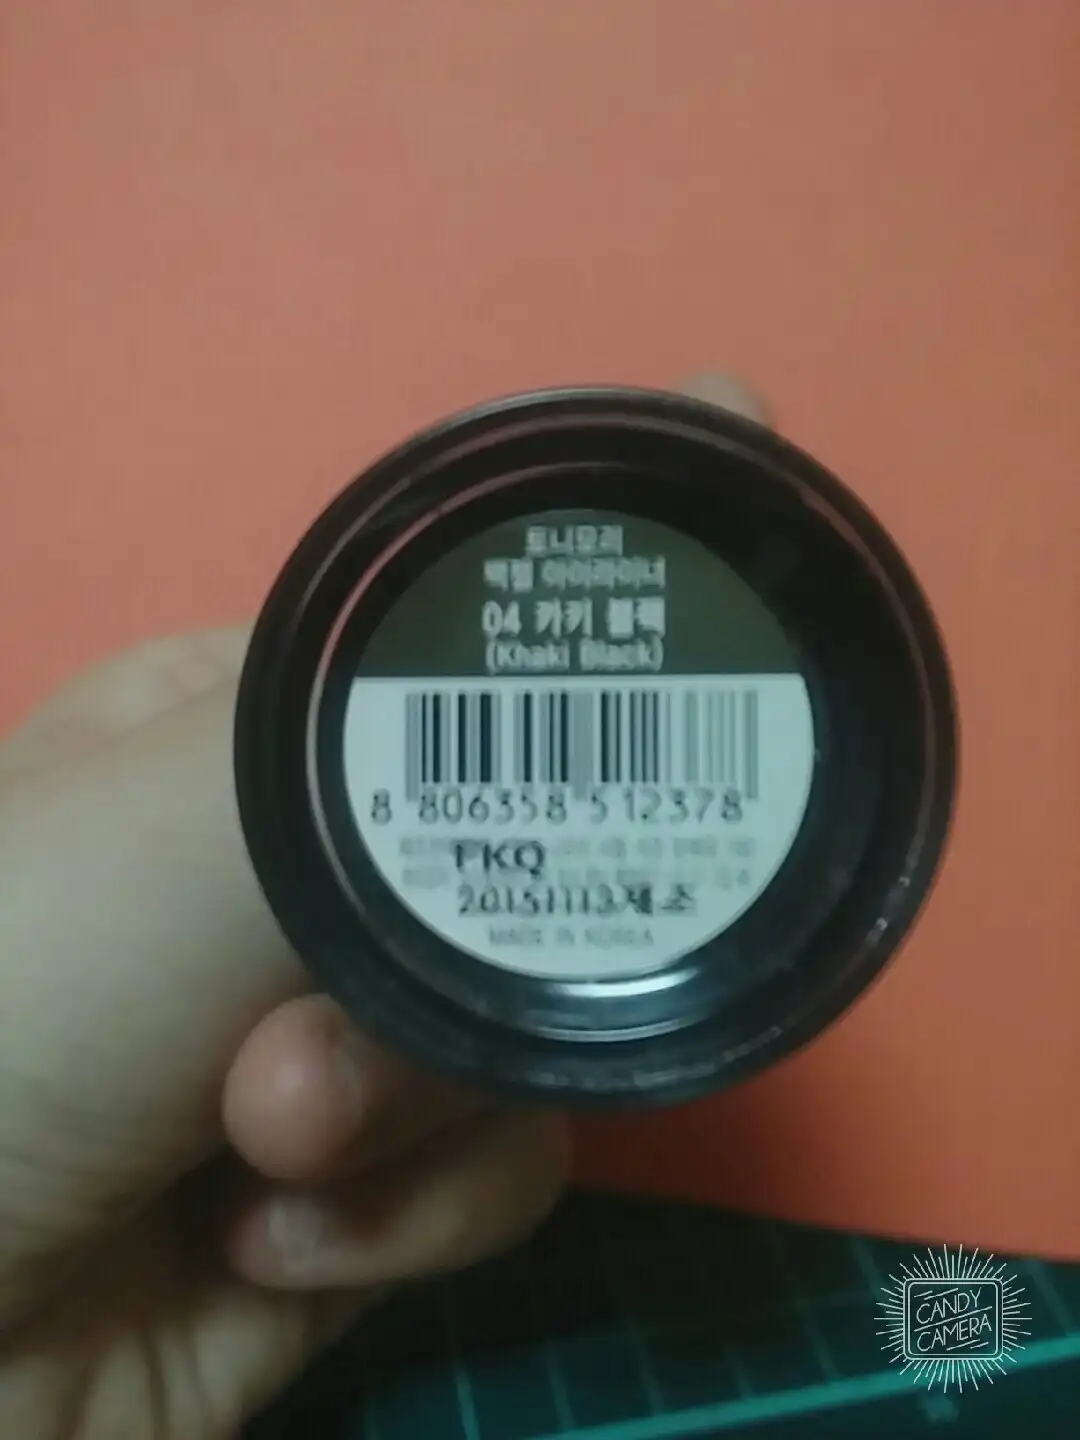 토니모리
백젤 아이라이너
04 카키 블랙
(Khaki Black)
8 806358 512378
FKQ
20151113제조
MADE IN KOREA
CANDY
CAMERA